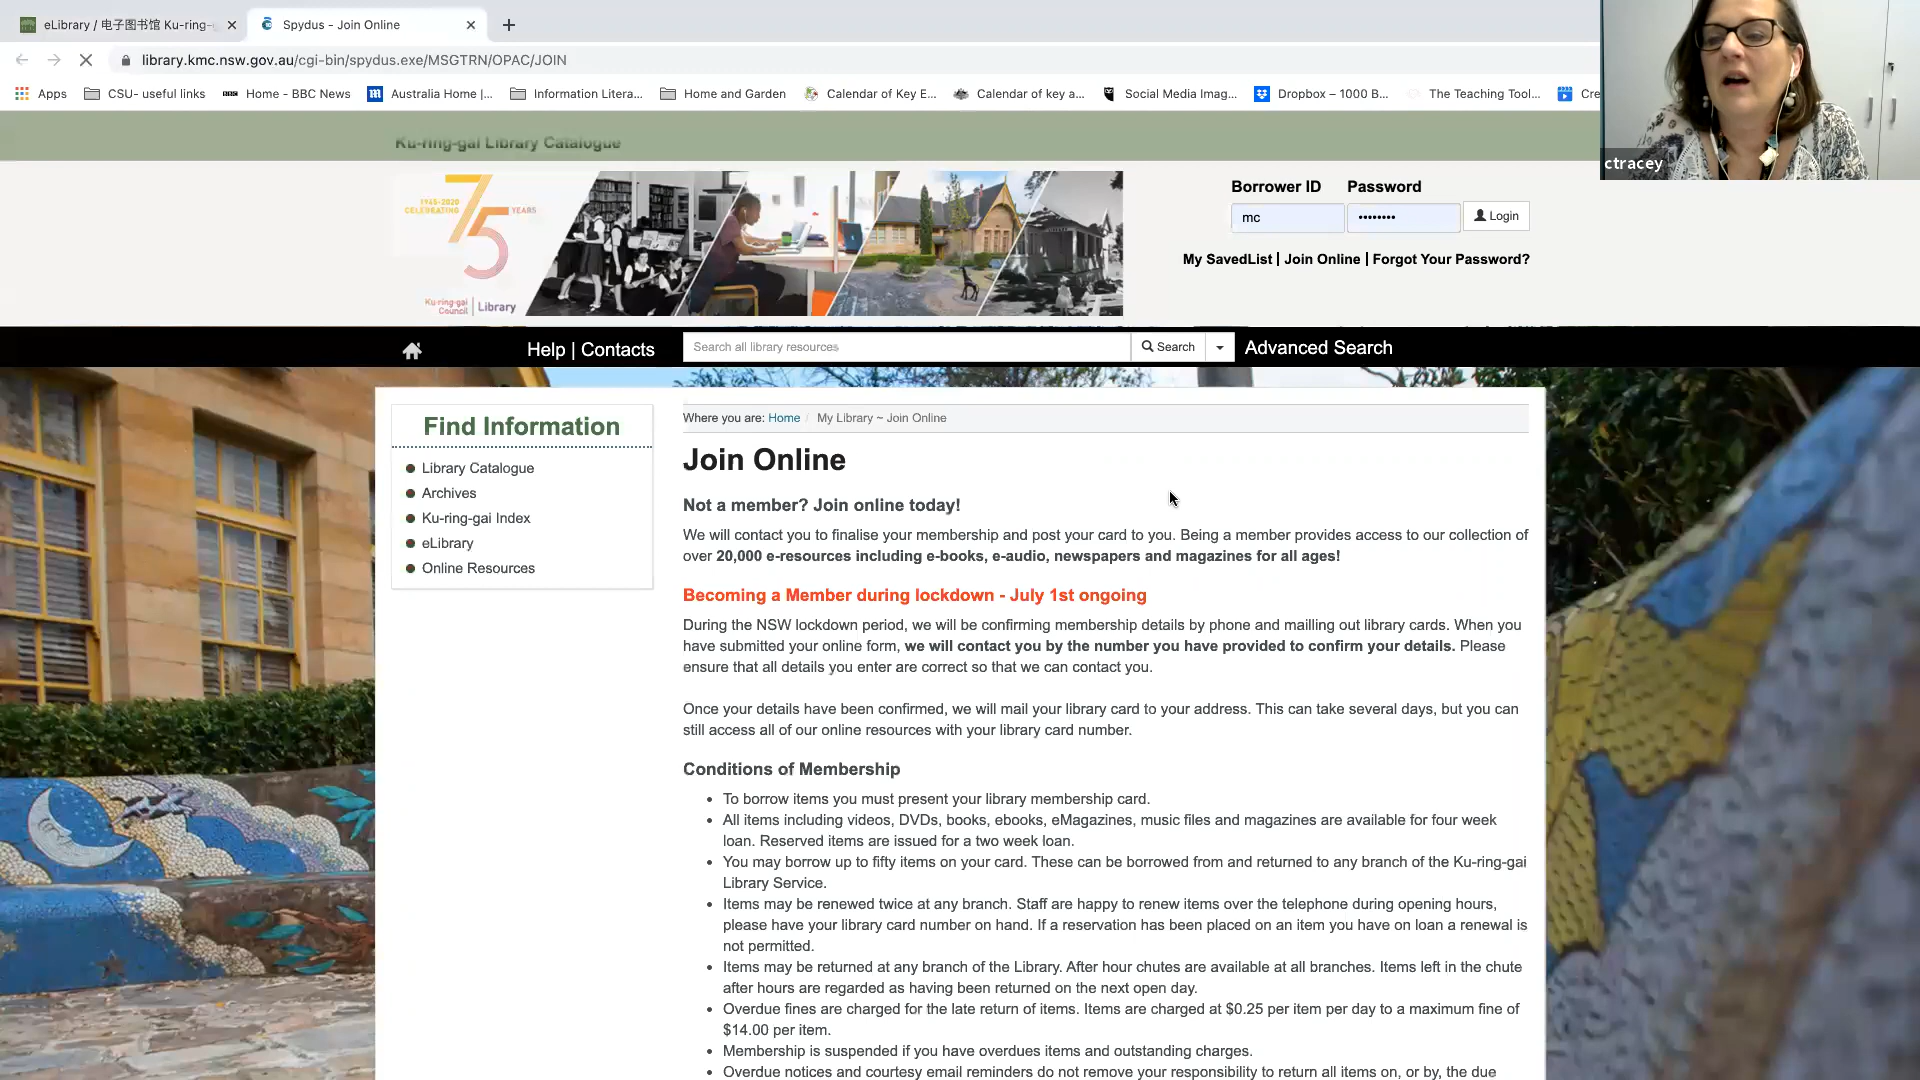 eLibrary / 电子图书馆 Ku-ring-
Spydus - Join Online
library.kmc.nsw.gov.au/cgi-bin/spydus.exe/MSGTRN/OPAC/JOIN
Apps
CSU- useful links
Home - BBC News
Australia Home |...
Information Litera...
Home and Garden
Calendar of Key E...
Calendar of key a...
Social Media Imag...
Dropbox – 1000 B...
The Teaching Tool...
Cre
ctracey
Ku-ring-gai Library Catalogue
1945-2020
CELEBRATING 75 YEARS
Ku-ring-gai
Council | Library
Borrower ID Password
mc •••••••• Login
My SavedList | Join Online | Forgot Your Password?
Help | Contacts
Search all library resources
Search
Advanced Search
Find Information
Library Catalogue
Archives
Ku-ring-gai Index
eLibrary
Online Resources
Where you are: Home / My Library ~ Join Online
Join Online
Not a member? Join online today!
We will contact you to finalise your membership and post your card to you. Being a member provides access to our collection of
over 20,000 e-resources including e-books, e-audio, newspapers and magazines for all ages!
Becoming a Member during lockdown - July 1st ongoing
During the NSW lockdown period, we will be confirming membership details by phone and mailling out library cards. When you
have submitted your online form, we will contact you by the number you have provided to confirm your details. Please
ensure that all details you enter are correct so that we can contact you.
Once your details have been confirmed, we will mail your library card to your address. This can take several days, but you can
still access all of our online resources with your library card number.
Conditions of Membership
• To borrow items you must present your library membership card.
• All items including videos, DVDs, books, ebooks, eMagazines, music files and magazines are available for four week
loan. Reserved items are issued for a two week loan.
• You may borrow up to fifty items on your card. These can be borrowed from and returned to any branch of the Ku-ring-gai
Library Service.
• Items may be renewed twice at any branch. Staff are happy to renew items over the telephone during opening hours,
please have your library card number on hand. If a reservation has been placed on an item you have on loan a renewal is
not permitted.
• Items may be returned at any branch of the Library. After hour chutes are available at all branches. Items left in the chute
after hours are regarded as having been returned on the next open day.
• Overdue fines are charged for the late return of items. Items are charged at $0.25 per item per day to a maximum fine of
$14.00 per item.
• Membership is suspended if you have overdues items and outstanding charges.
• Overdue notices and courtesy email reminders do not remove your responsibility to return all items on, or by, the due